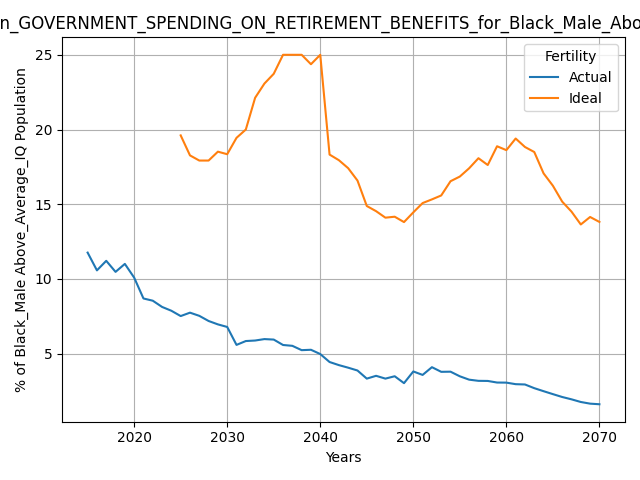 n_GOVERNMENT_SPENDING_ON_RETIREMENT_BENEFITS_for_Black_Male_Abo
Fertility
Actual
Ideal
% of Black_Male Above_Average_IQ Population
25
20
15
10
5
2020 2030 2040 2050 2060 2070
Years